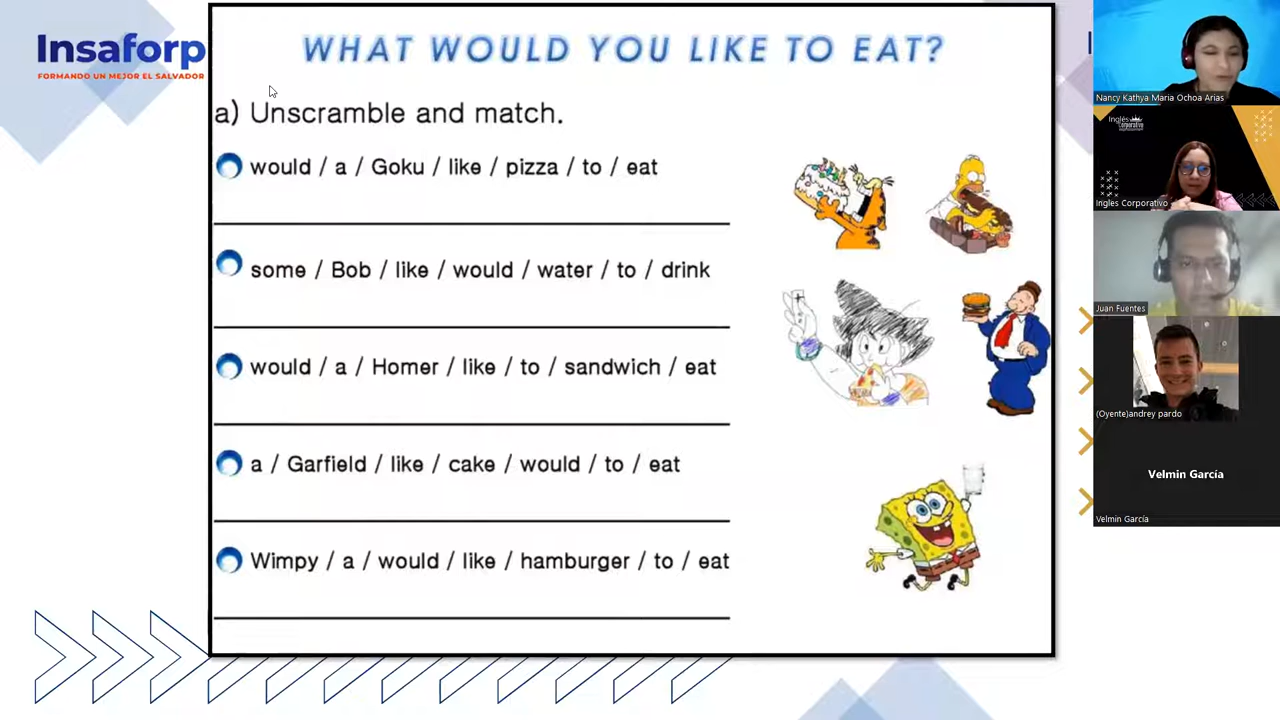 Insaforp
FORMANDO UN MEJOR EL SALVADOR
WHAT WOULD YOU LIKE TO EAT?
a) Unscramble and match.
would / a / Goku / like / pizza / to / eat
some / Bob / like / would / water / to / drink
would / a / Homer / like / to / sandwich / eat
a / Garfield / like / cake / would / to / eat
Wimpy / a / would / like / hamburger / to / eat
Nancy Kathya Maria Ochoa Arias
Inglés
Corporativo
Ingles Corporativo
Juan Fuentes
(Oyente)andrey pardo
Velmin García
Velmin García